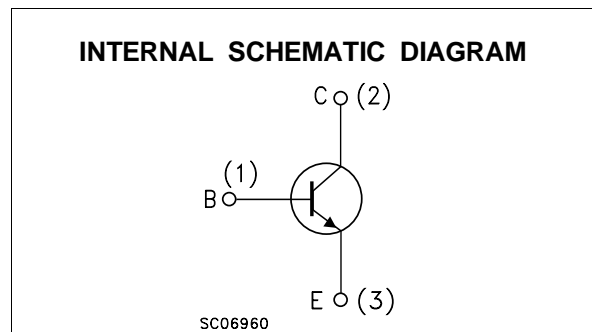 INTERNAL SCHEMATIC DIAGRAM
C (2)
(1)
B
E (3)
SC06960